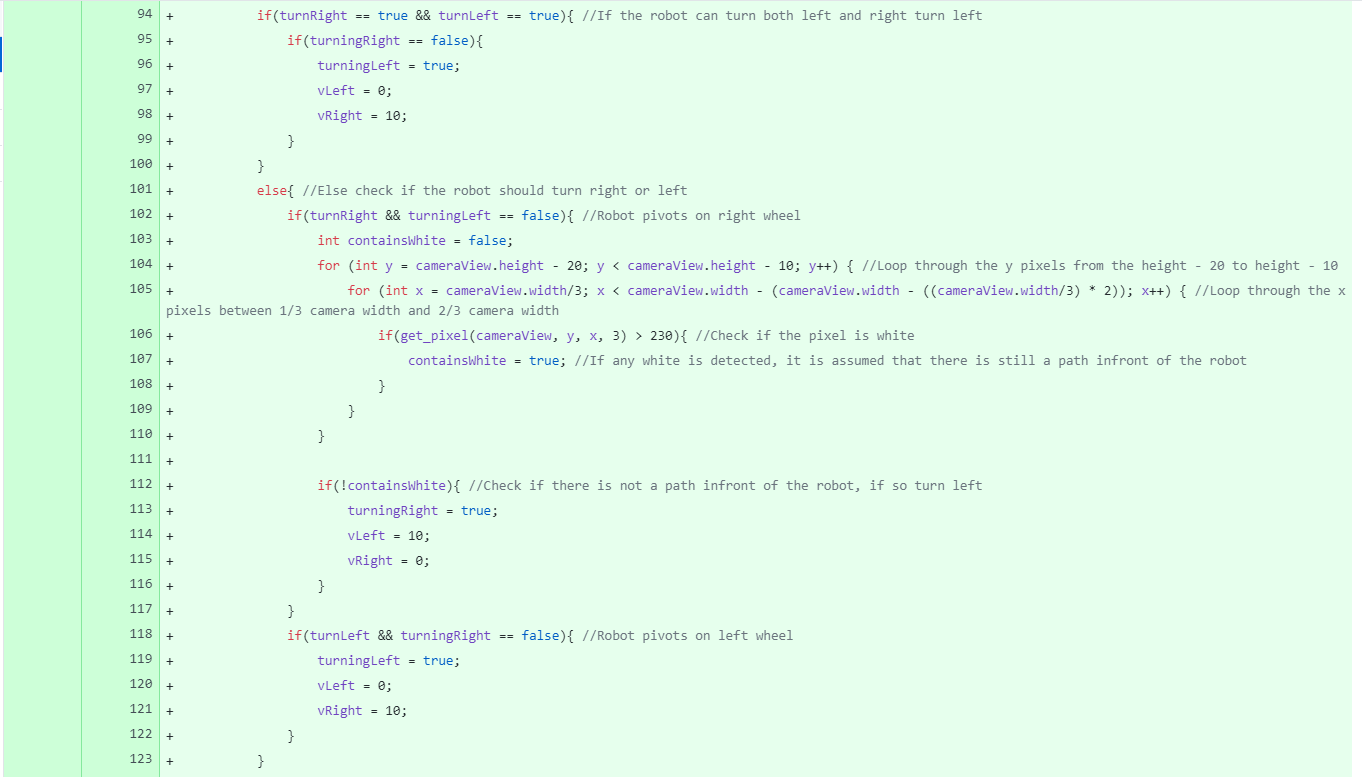 94 + if(turnRight == true && turnLeft == true){ //If the robot can turn both left and right turn left
95 + if(turningRight == false){
96 + turningLeft = true;
97 + vLeft = 0;
98 + vRight = 10;
99 + }
100 + }
101 + else{ //Else check if the robot should turn right or left
102 + if(turnRight && turningLeft == false){ //Robot pivots on right wheel
103 + int containsWhite = false;
104 + for (int y = cameraView.height - 20; y < cameraView.height - 10; y++) { //Loop through the y pixels from the height - 20 to height - 10
105 + for (int x = cameraView.width/3; x < cameraView.width - (cameraView.width - ((cameraView.width/3) * 2)); x++) { //Loop through the x
pixels between 1/3 camera width and 2/3 camera width
106 + if(get_pixel(cameraView, y, x, 3) > 230){ //Check if the pixel is white
107 + containsWhite = true; //If any white is detected, it is assumed that there is still a path infront of the robot
108 + }
109 + }
110 + }
111 +
112 + if(!containsWhite){ //Check if there is not a path infront of the robot, if so turn left
113 + turningRight = true;
114 + vLeft = 10;
115 + vRight = 0;
116 + }
117 + }
118 + if(turnLeft && turningRight == false){ //Robot pivots on left wheel
119 + turningLeft = true;
120 + vLeft = 0;
121 + vRight = 10;
122 + }
123 + }